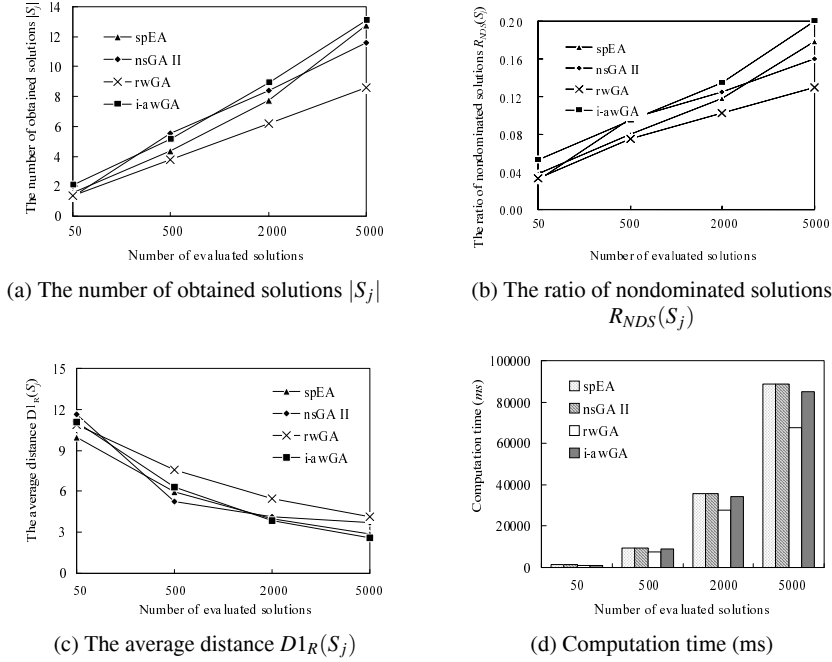 The number of obtained solutions |Sj|
14
12
10
8
6
4
2
0
spEA
nsGA II
rwGA
i-awGA
50 500 2000 5000
Number of evaluated solutions
(a) The number of obtained solutions |Sj|
The ratio of nondominated solutions RNDS(Sj)
0.20
0.16
0.12
0.08
0.04
0.00
spEA
nsGA II
rwGA
i-awGA
50 500 2000 5000
Number of evaluated solutions
(b) The ratio of nondominated solutions
RNDS(Sj)
The average distance D1R(Sj)
15
12
9
6
3
0
spEA
nsGA II
rwGA
i-awGA
50 500 2000 5000
Number of evaluated solutions
(c) The average distance D1R(Sj)
Computation time (ms)
100000
80000
60000
40000
20000
0
spEA
nsGA II
rwGA
i-awGA
50 500 2000 5000
Number of evaluated solutions
(d) Computation time (ms)